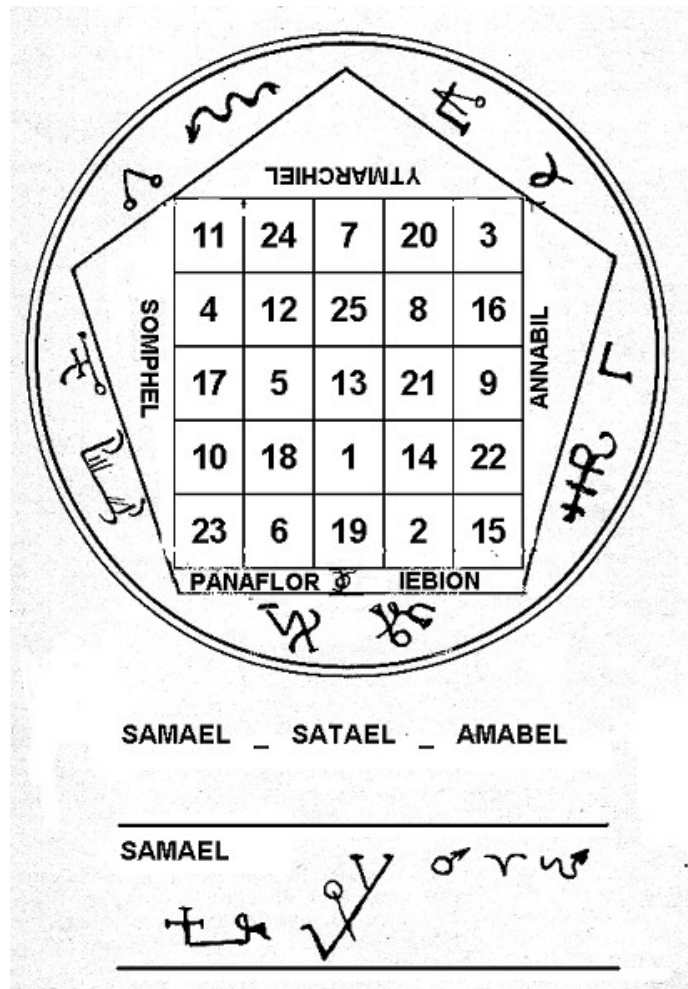 YTMARCHIEL
SOMPHEL
ANNABIL
11 24 7 20 3
4 12 25 8 16
17 5 13 21 9
10 18 1 14 22
23 6 19 2 15
PANAFLOR IEBION
SAMAEL _ SATAEL _ AMABEL
SAMAEL
♂ ♈